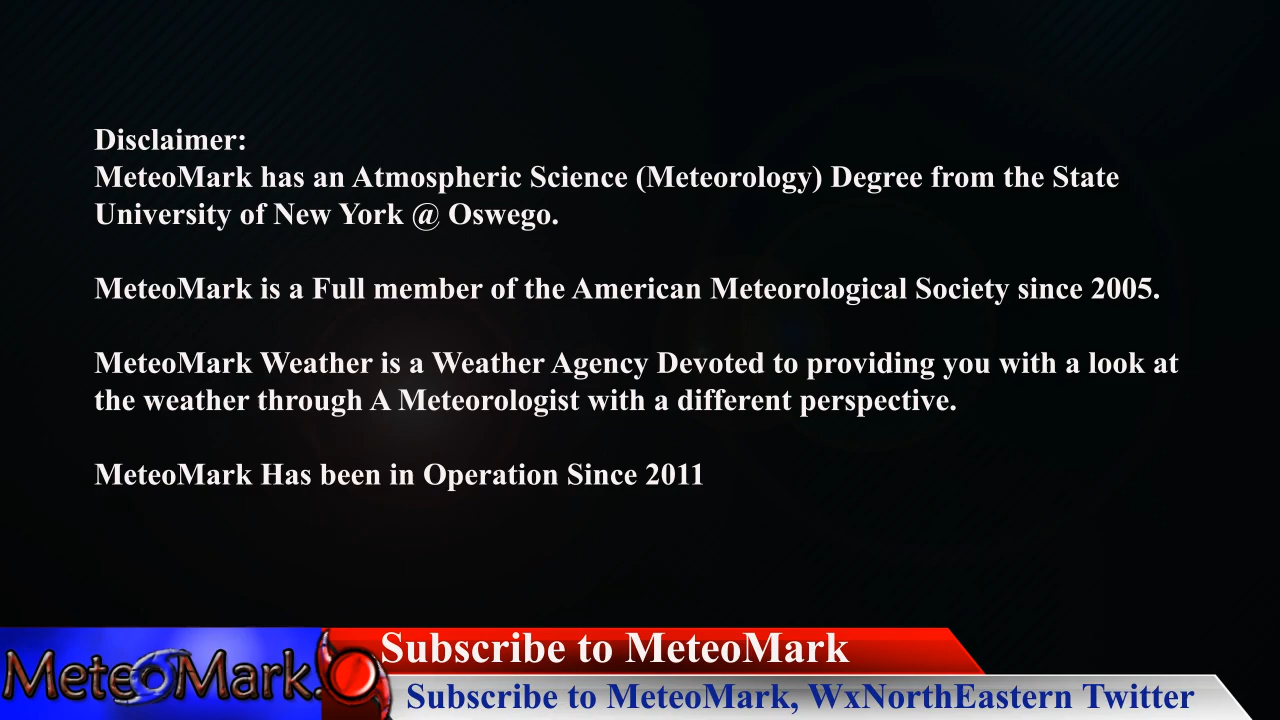 Disclaimer:
MeteoMark has an Atmospheric Science (Meteorology) Degree from the State
University of New York @ Oswego.
MeteoMark is a Full member of the American Meteorological Society since 2005.
MeteoMark Weather is a Weather Agency Devoted to providing you with a look at
the weather through A Meteorologist with a different perspective.
MeteoMark Has been in Operation Since 2011
Subscribe to MeteoMark
MeteoMark.
Subscribe to MeteoMark, WxNorthEastern Twitter